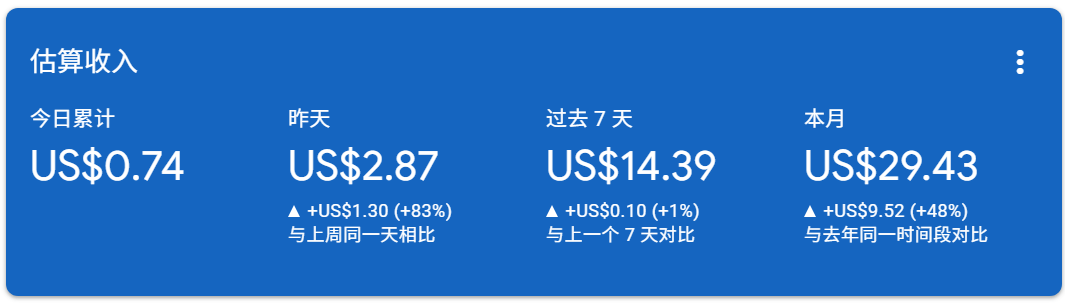 估算收入
今日累计
US$0.74
昨天
US$2.87
▲ +US$1.30 (+83%)
与上周同一天相比
过去 7 天
US$14.39
▲ +US$0.10 (+1%)
与上一个 7 天对比
本月
US$29.43
▲ +US$9.52 (+48%)
与去年同一时间段对比